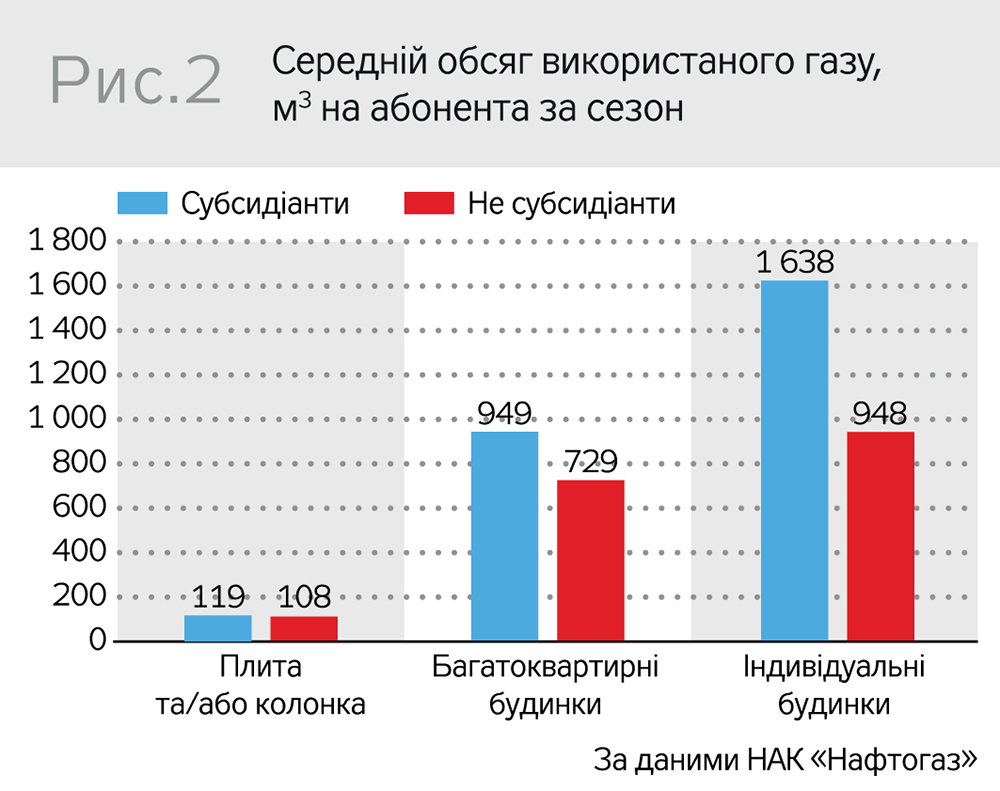 Рис.2
Середній обсяг використаного газу,
м³ на абонента за сезон
Субсидіанти
Не субсидіанти
1 800
1 600
1 400
1 200
1 000
800
600
400
200
0
119
108
949
729
1 638
948
Плита
та/або колонка
Багатоквартирні
будинки
Індивідуальні
будинки
За даними НАК «Нафтогаз»